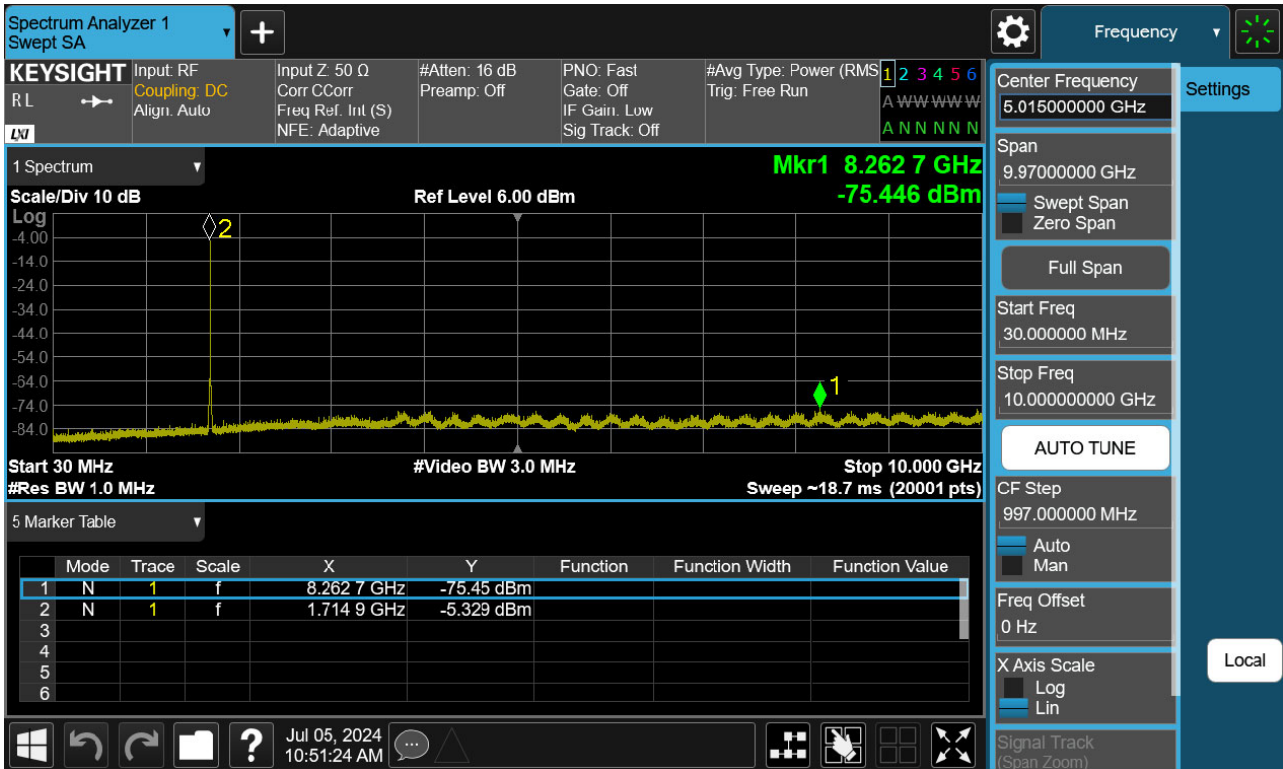 Spectrum Analyzer 1
Swept SA
+
Frequency
KEYSIGHT
R L
LXI
Input: RF
Coupling: DC
Align: Auto
Input Z: 50 Ω
Corr CCorr
Freq Ref: Int (S)
NFE: Adaptive
#Atten: 16 dB
Preamp: Off
PNO: Fast
Gate: Off
IF Gain: Low
Sig Track: Off
#Avg Type: Power (RMS
Trig: Free Run
1 2 3 4 5 6
A W W W W W
A N N N N N
1 Spectrum
Mkr1 8.262 7 GHz
-75.446 dBm
Scale/Div 10 dB
Ref Level 6.00 dBm
Log
-4.00
-14.0
-24.0
-34.0
-44.0
-54.0
-64.0
-74.0
-84.0
2
1
Start 30 MHz
#Video BW 3.0 MHz
Stop 10.000 GHz
#Res BW 1.0 MHz
Sweep ~18.7 ms (20001 pts)
5 Marker Table
Mode Trace Scale X Y Function Function Width Function Value
1 N 1 f 8.262 7 GHz -75.45 dBm
2 N 1 f 1.714 9 GHz -5.329 dBm
3
4
5
6
?
Jul 05, 2024
10:51:24 AM
Center Frequency
5.015000000 GHz
Span
9.97000000 GHz
Swept Span
Zero Span
Full Span
Start Freq
30.000000 MHz
Stop Freq
10.000000000 GHz
AUTO TUNE
CF Step
997.000000 MHz
Auto
Man
Freq Offset
0 Hz
X Axis Scale
Log
Lin
Signal Track
(Span Zoom)
Settings
Local